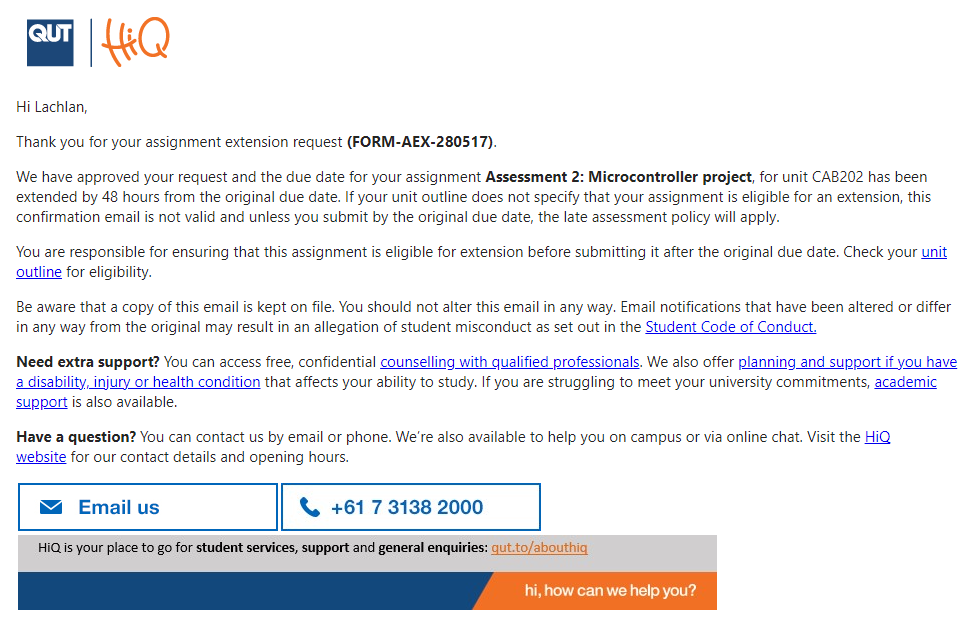 QUT HiQ
Hi Lachlan,
Thank you for your assignment extension request (FORM-AEX-280517).
We have approved your request and the due date for your assignment Assessment 2: Microcontroller project, for unit CAB202 has been
extended by 48 hours from the original due date. If your unit outline does not specify that your assignment is eligible for an extension, this
confirmation email is not valid and unless you submit by the original due date, the late assessment policy will apply.
You are responsible for ensuring that this assignment is eligible for extension before submitting it after the original due date. Check your unit
outline for eligibility.
Be aware that a copy of this email is kept on file. You should not alter this email in any way. Email notifications that have been altered or differ
in any way from the original may result in an allegation of student misconduct as set out in the Student Code of Conduct.
Need extra support? You can access free, confidential counselling with qualified professionals. We also offer planning and support if you have
a disability, injury or health condition that affects your ability to study. If you are struggling to meet your university commitments, academic
support is also available.
Have a question? You can contact us by email or phone. We're also available to help you on campus or via online chat. Visit the HiQ
website for our contact details and opening hours.
Email us +61 7 3138 2000
HiQ is your place to go for student services, support and general enquiries: qut.to/abouthiq
hi, how can we help you?